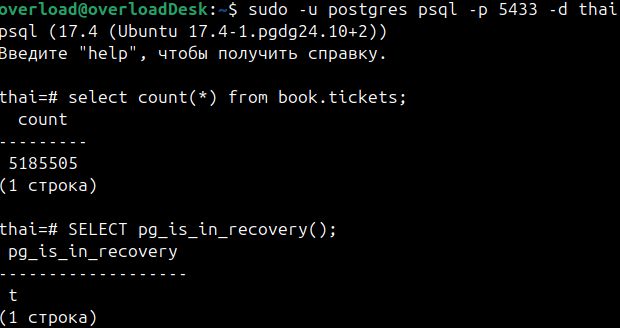 overload@overloadDesk:~$ sudo -u postgres psql -p 5433 -d thai
psql (17.4 (Ubuntu 17.4-1.pgdg24.10+2))
Введите "help", чтобы получить справку.
thai=# select count(*) from book.tickets;
count
---------
5185505
(1 строка)
thai=# SELECT pg_is_in_recovery();
pg_is_in_recovery
-------------------
t
(1 строка)